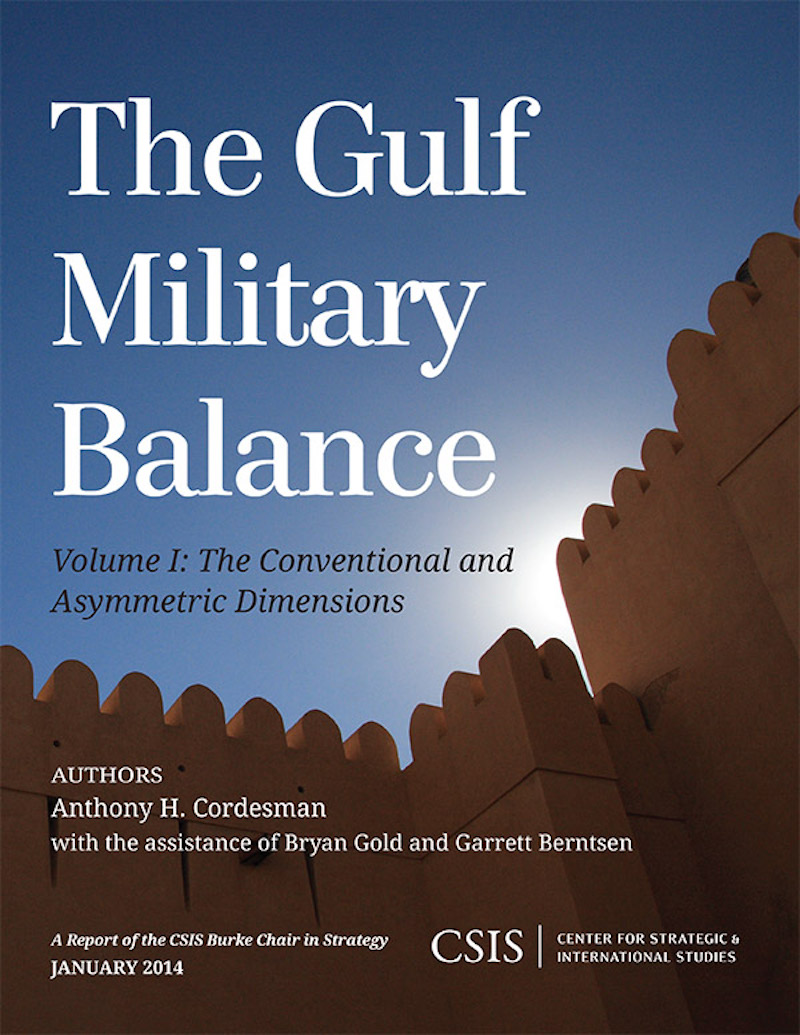 The Gulf
Military
Balance
Volume I: The Conventional and
Asymmetric Dimensions
AUTHORS
Anthony H. Cordesman
with the assistance of Bryan Gold and Garrett Berntsen
A Report of the CSIS Burke Chair in Strategy
JANUARY 2014
CSIS
CENTER FOR STRATEGIC &
INTERNATIONAL STUDIES